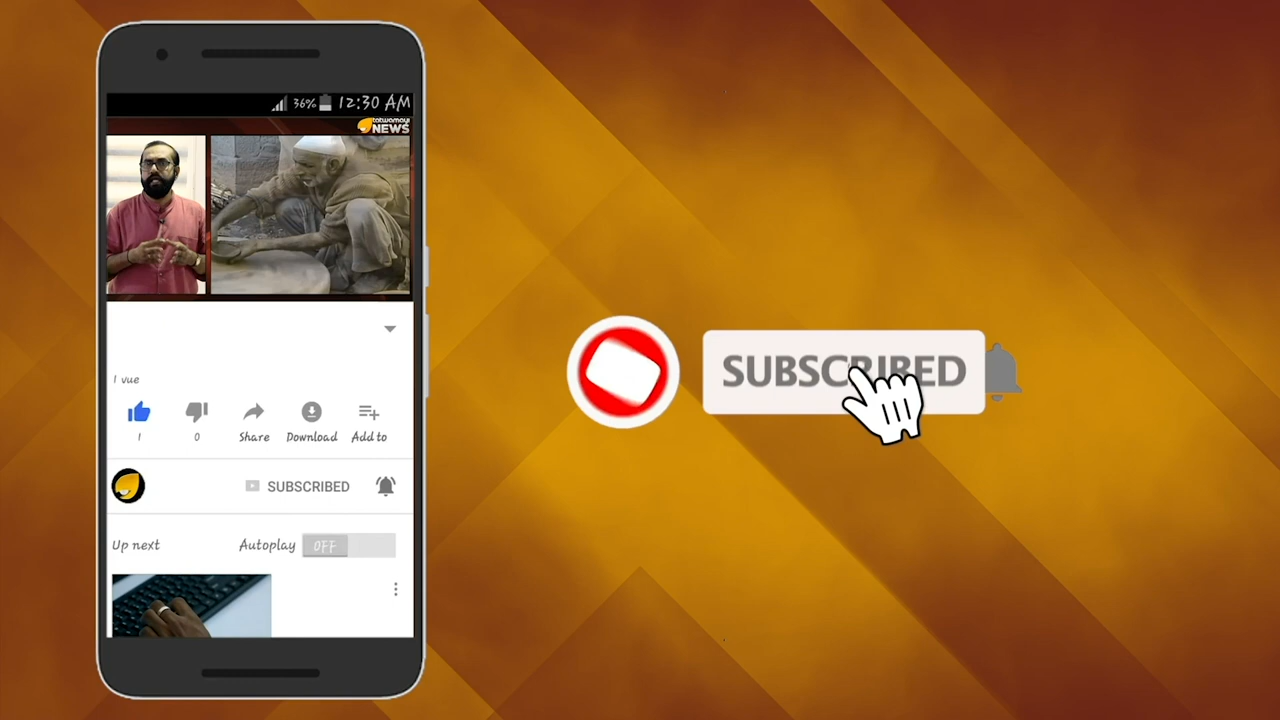 36% 12:30 AM
tatwamayi
NEWS
1 vue
1
0
Share
Download
Add to
SUBSCRIBED
Up next
Autoplay
OFF
SUBSCRIBED